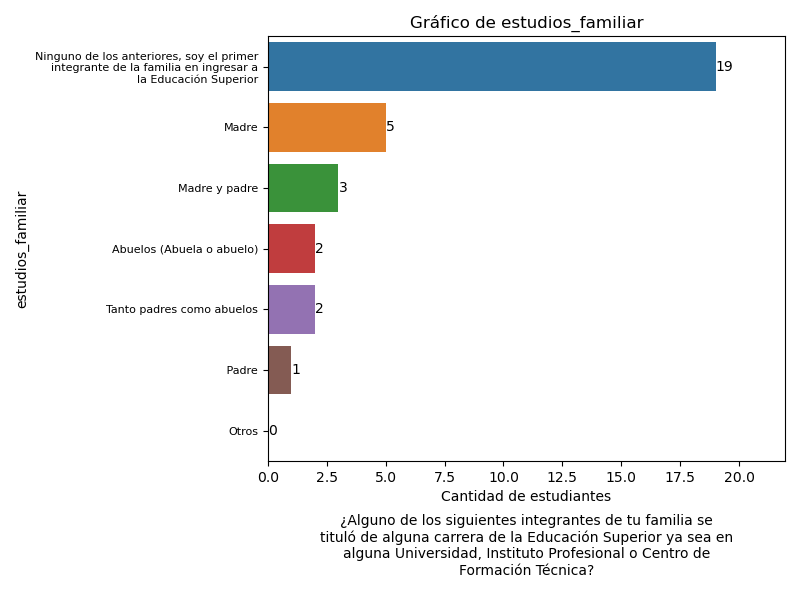 Gráfico de estudios_familiar
Ninguno de los anteriores, soy el primer
integrante de la familia en ingresar a
la Educación Superior
19
Madre
5
Madre y padre
3
Abuelos (Abuela o abuelo)
2
Tanto padres como abuelos
2
Padre
1
Otros
0
estudios_familiar
0.0 2.5 5.0 7.5 10.0 12.5 15.0 17.5 20.0
Cantidad de estudiantes
¿Alguno de los siguientes integrantes de tu familia se
tituló de alguna carrera de la Educación Superior ya sea en
alguna Universidad, Instituto Profesional o Centro de
Formación Técnica?